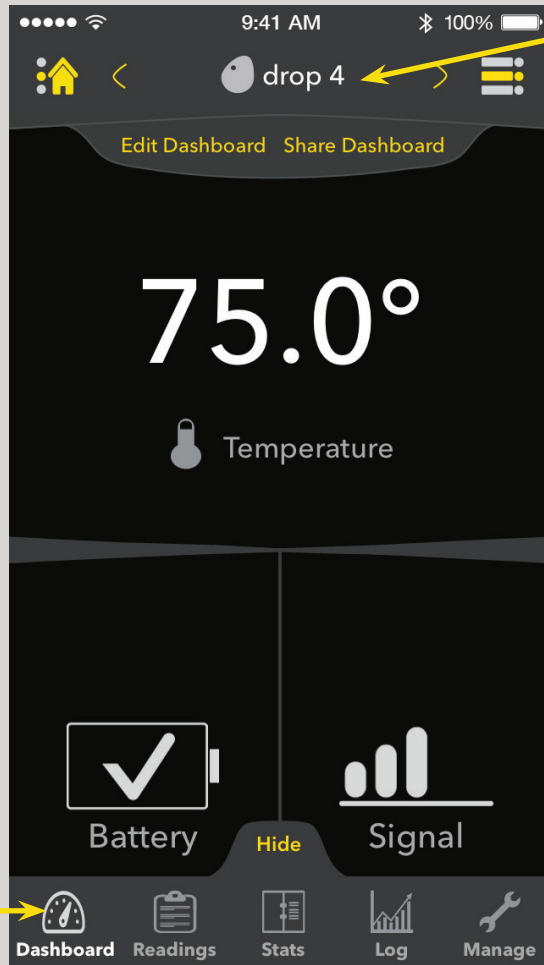 9:41 AM 100%
drop 4
Edit Dashboard Share Dashboard
75.0°
Temperature
Battery Signal
Hide
Dashboard Readings Stats Log Manage